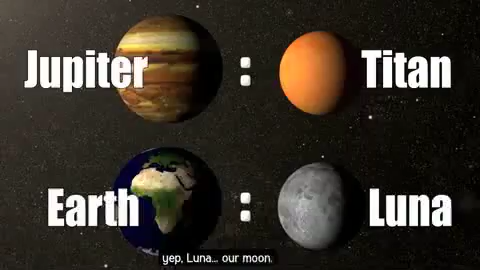 Jupiter : Titan
Earth : Luna
yep, Luna... our moon.